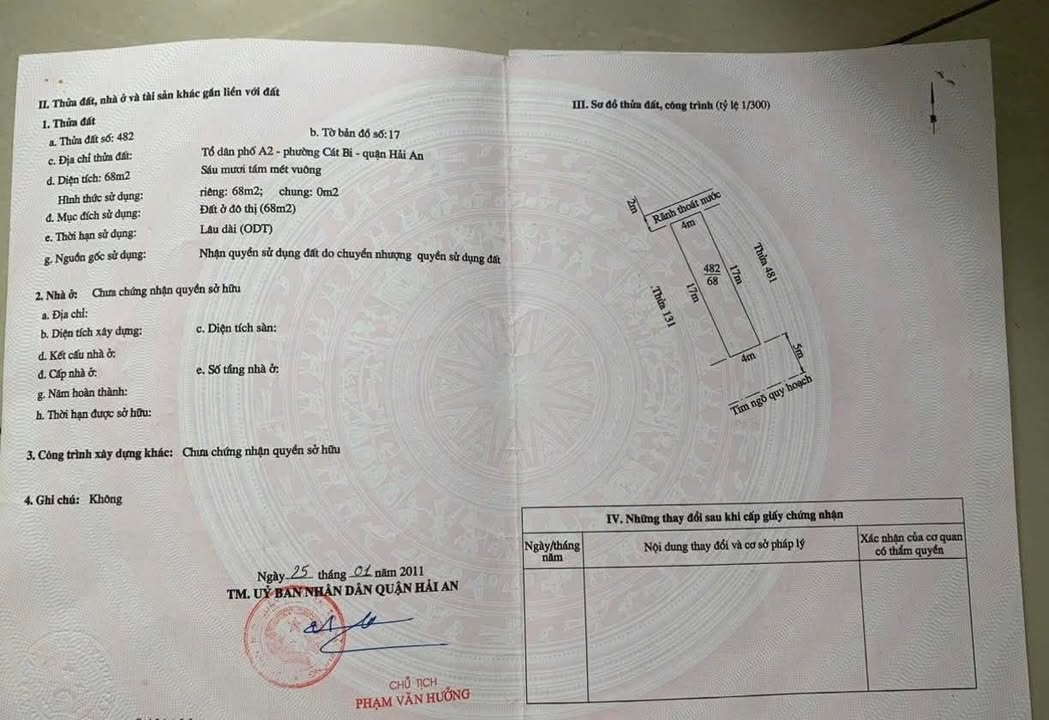 II. Thửa đất, nhà ở và tài sản khác gắn liền với đất
1. Thửa đất
a. Thửa đất số: 482 b. Tờ bản đồ số: 17
c. Địa chỉ thửa đất: Tổ dân phố A2 - phường Cát Bi - quận Hải An
d. Diện tích: 68m2 Sáu mươi tám mét vuông
Hình thức sử dụng: riêng: 68m2; chung: 0m2
đ. Mục đích sử dụng: Đất ở đô thị (68m2)
e. Thời hạn sử dụng: Lâu dài (ODT)
g. Nguồn gốc sử dụng: Nhận quyền sử dụng đất do chuyển nhượng quyền sử dụng đất
2. Nhà ở: Chưa chứng nhận quyền sở hữu
a. Địa chỉ:
b. Diện tích xây dựng: c. Diện tích sàn:
d. Kết cấu nhà ở:
đ. Cấp nhà ở: e. Số tầng nhà ở:
g. Năm hoàn thành:
h. Thời hạn được sở hữu:
3. Công trình xây dựng khác: Chưa chứng nhận quyền sở hữu
4. Ghi chú: Không
Ngày 25 tháng 01 năm 2011
TM. UỶ BAN NHÂN DÂN QUẬN HẢI AN
CHỦ TỊCH
PHẠM VĂN HƯỞNG
III. Sơ đồ thửa đất, công trình (tỷ lệ 1/300)
2m
Rãnh thoát nước
4m
Thửa 481
482
68
17m
17m
Thửa 131
4m
5m
Tim ngõ quy hoạch
IV. Những thay đổi sau khi cấp giấy chứng nhận
Ngày/tháng năm
Nội dung thay đổi và cơ sở pháp lý
Xác nhận của cơ quan
có thẩm quyền